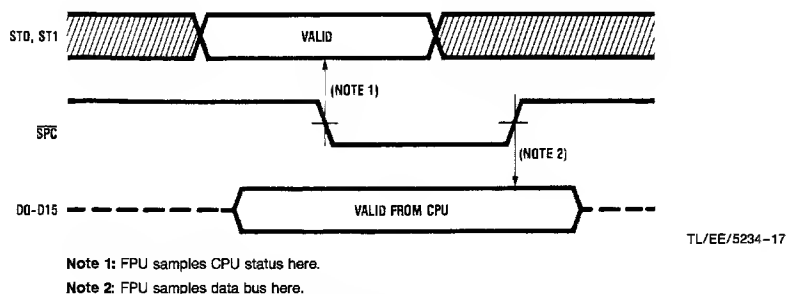 ST0, ST1
VALID
(NOTE 1)
SPC
(NOTE 2)
D0-D15
VALID FROM CPU
TL/EE/5234-17
Note 1: FPU samples CPU status here.
Note 2: FPU samples data bus here.